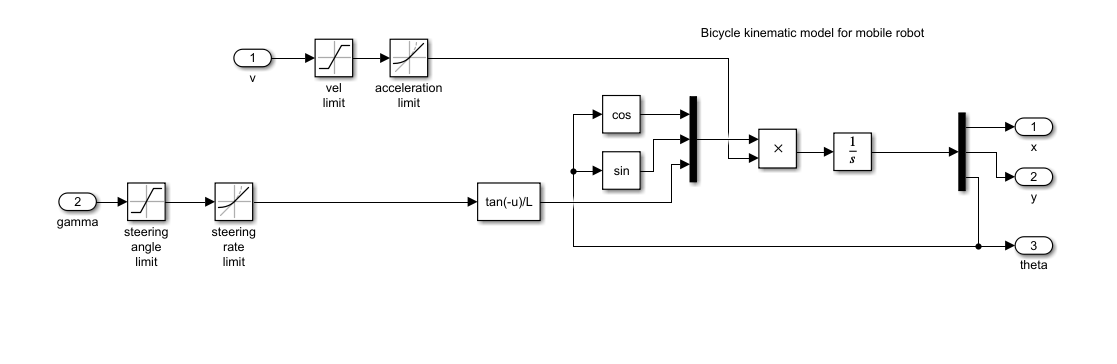 Bicycle kinematic model for mobile robot
1
v
vel
limit
acceleration
limit
cos
sin
×
1
s
1
x
2
y
2
gamma
steering
angle
limit
steering
rate
limit
tan(-u)/L
3
theta